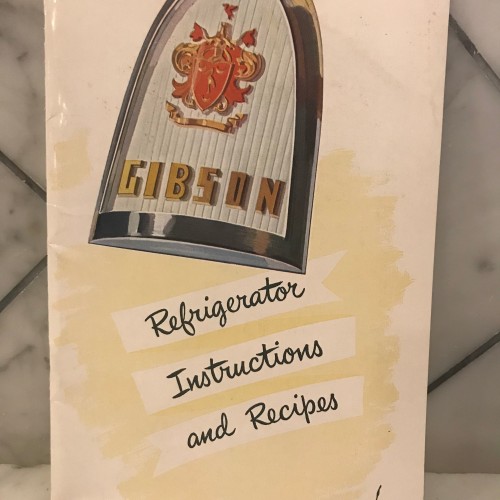 GIBSON
Refrigerator
Instructions
and Recipes